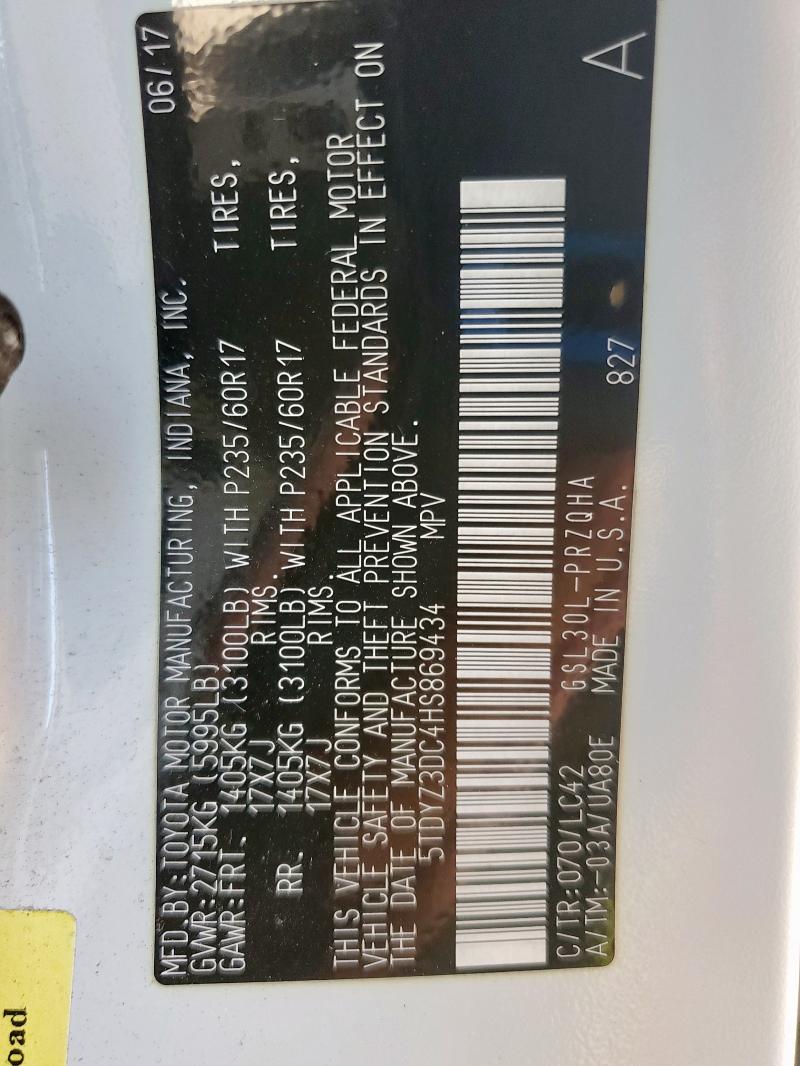 MFD.BY:TOYOTA MOTOR MANUFACTURING, INDIANA, INC. 06/17
GVWR:2715KG (5995LB)
GAWR:FRT. 1405KG (3100LB) WITH P235/60R17 TIRES,
17X7J RIMS.
RR. 1405KG (3100LB) WITH P235/60R17 TIRES,
17X7J RIMS.
THIS VEHICLE CONFORMS TO ALL APPLICABLE FEDERAL MOTOR
VEHICLE SAFETY AND THEFT PREVENTION STANDARDS IN EFFECT ON
THE DATE OF MANUFACTURE SHOWN ABOVE.
5TDYZ3DC4HS869434 MPV
C/TR:070/LC42 GSL30L-PRZQHA
A/TM:-03A/UA80E MADE IN U.S.A. 827 A
oad